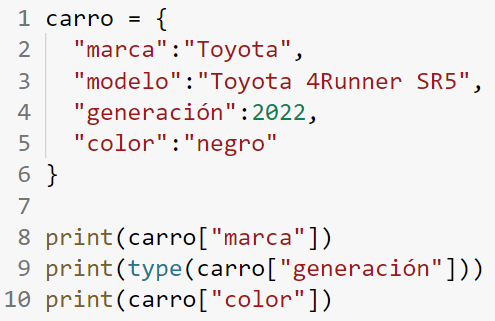 1 carro = {
2   "marca":"Toyota",
3   "modelo":"Toyota 4Runner SR5",
4   "generación":2022,
5   "color":"negro"
6 }
7
8 print(carro["marca"])
9 print(type(carro["generación"]))
10 print(carro["color"])